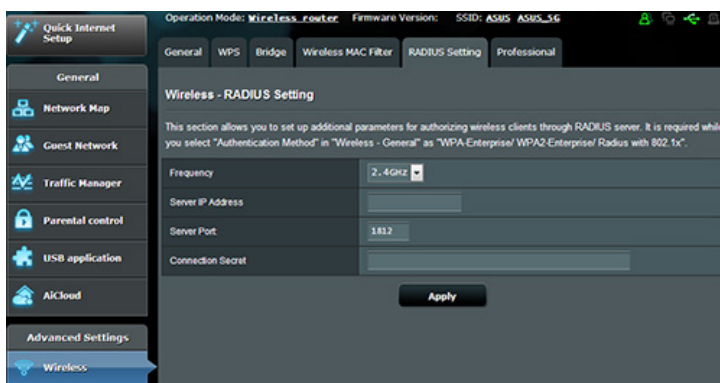 Quick Internet
Setup
Operation Mode: Wireless router Firmware Version: SSID: ASUS ASUS_5G
General WPS Bridge Wireless MAC Filter RADIUS Setting Professional
General
Network Map
Guest Network
Traffic Manager
Parental control
USB application
AiCloud
Advanced Settings
Wireless
Wireless - RADIUS Setting
This section allows you to set up additional parameters for authorizing wireless clients through RADIUS server. It is required while
you select "Authentication Method" in "Wireless - General" as "WPA-Enterprise/ WPA2-Enterprise/ Radius with 802.1x".
Frequency 2.4GHz
Server IP Address
Server Port 1812
Connection Secret
Apply